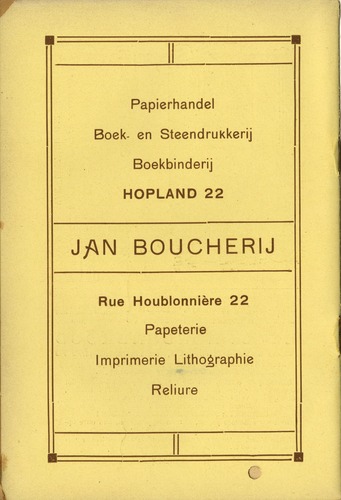 Papierhandel
Boek- en Steendrukkerij
Boekbinderij
HOPLAND 22
JAN BOUCHERIJ
Rue Houblonnière 22
Papeterie
Imprimerie Lithographie
Reliure